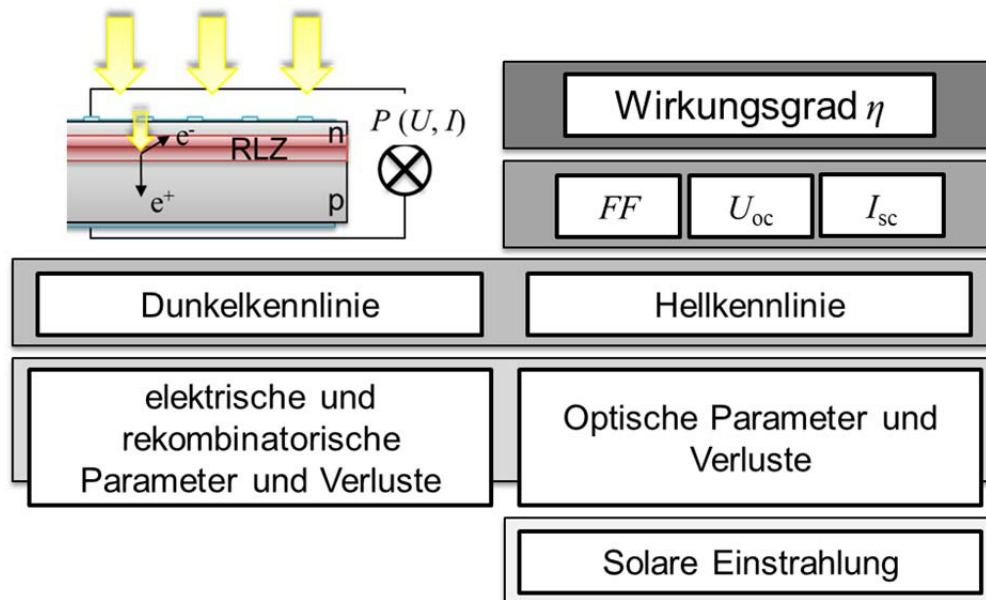 P (U, I)
n
e⁻
RLZ
e⁺
p
Wirkungsgrad η
FF
U_oc
I_sc
Dunkelkennlinie
Hellkennlinie
elektrische und
rekombinatorische
Parameter und Verluste
Optische Parameter und
Verluste
Solare Einstrahlung